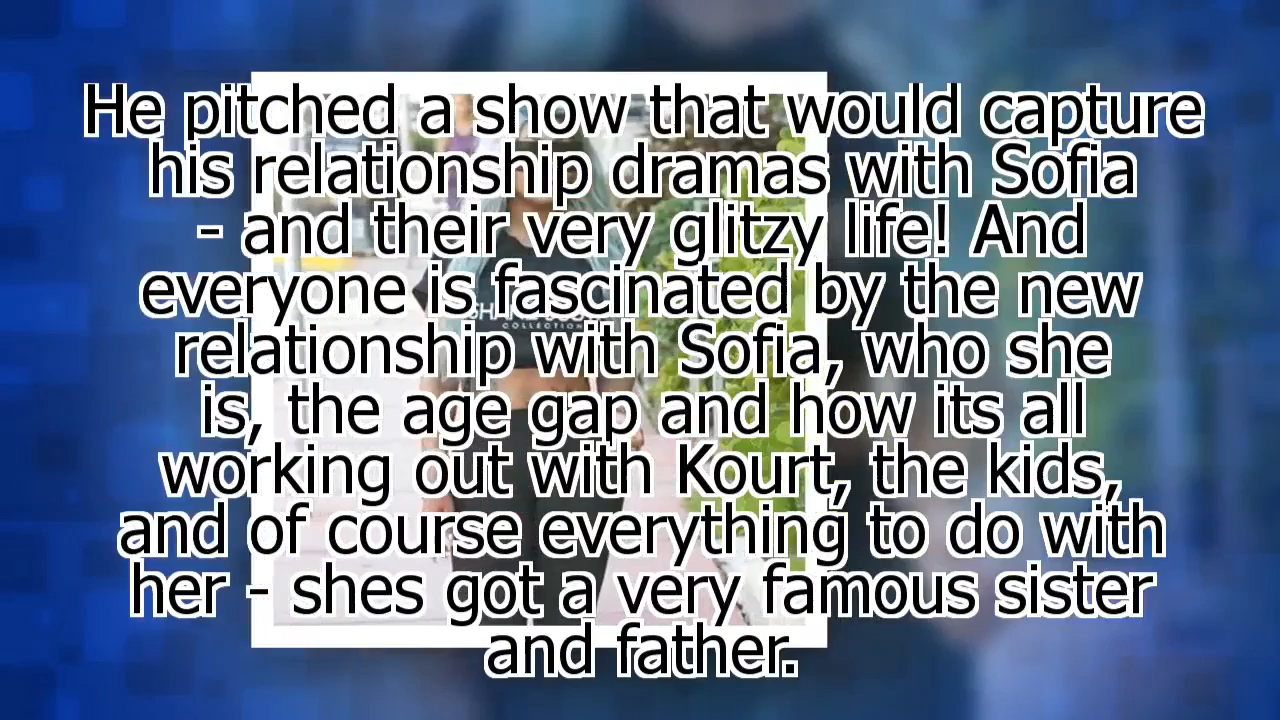 He pitched a show that would capture
his relationship dramas with Sofia
- and their very glitzy life! And
everyone is fascinated by the new
relationship with Sofia, who she
is, the age gap and how its all
working out with Kourt, the kids,
and of course everything to do with
her - shes got a very famous sister
and father.
COLLECTION